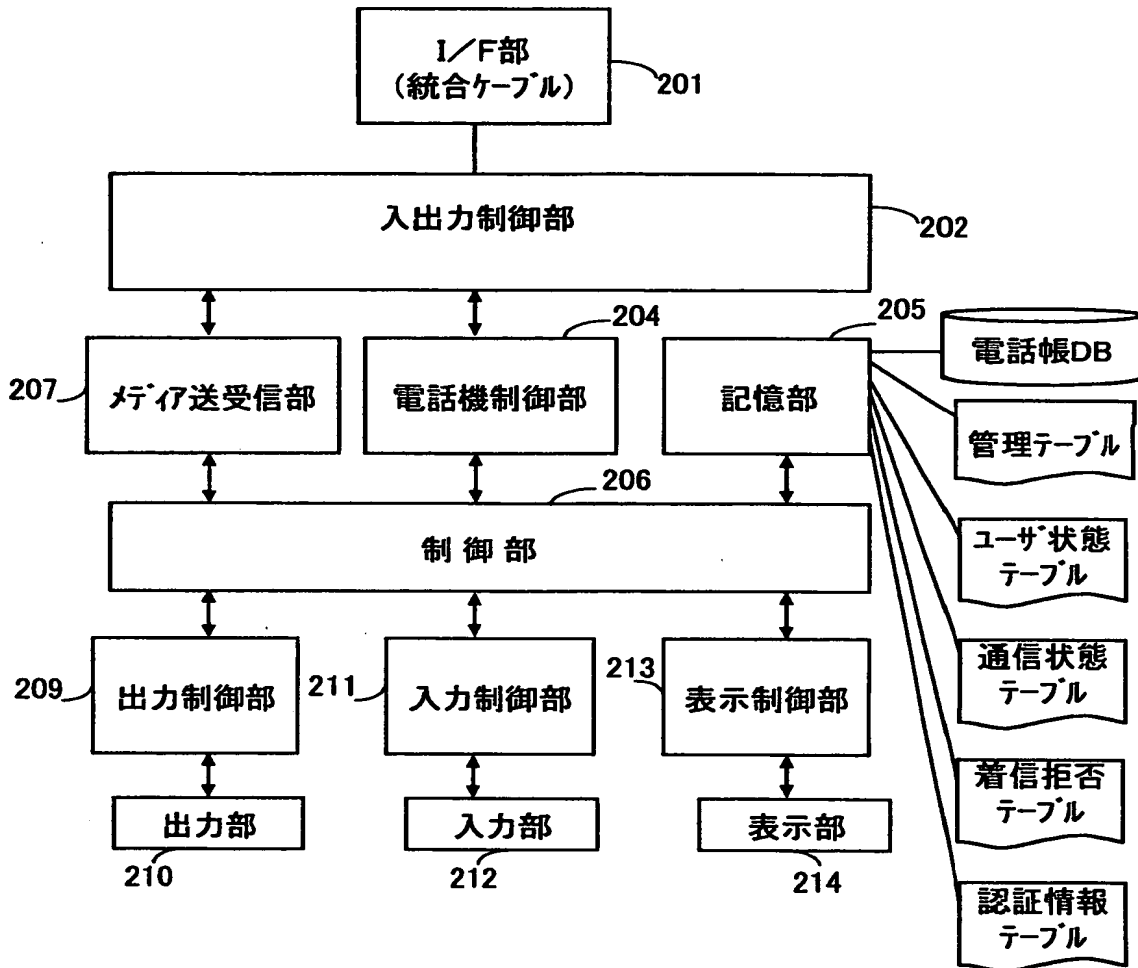 I/F部
(統合ケーブル)
201
入出力制御部
202
204
205
電話帳DB
207
メディア送受信部
電話機制御部
記憶部
管理テーブル
206
制御部
ユーザ状態
テーブル
通信状態
テーブル
209
出力制御部
211
入力制御部
213
表示制御部
着信拒否
テーブル
出力部
入力部
表示部
210
212
214
認証情報
テーブル